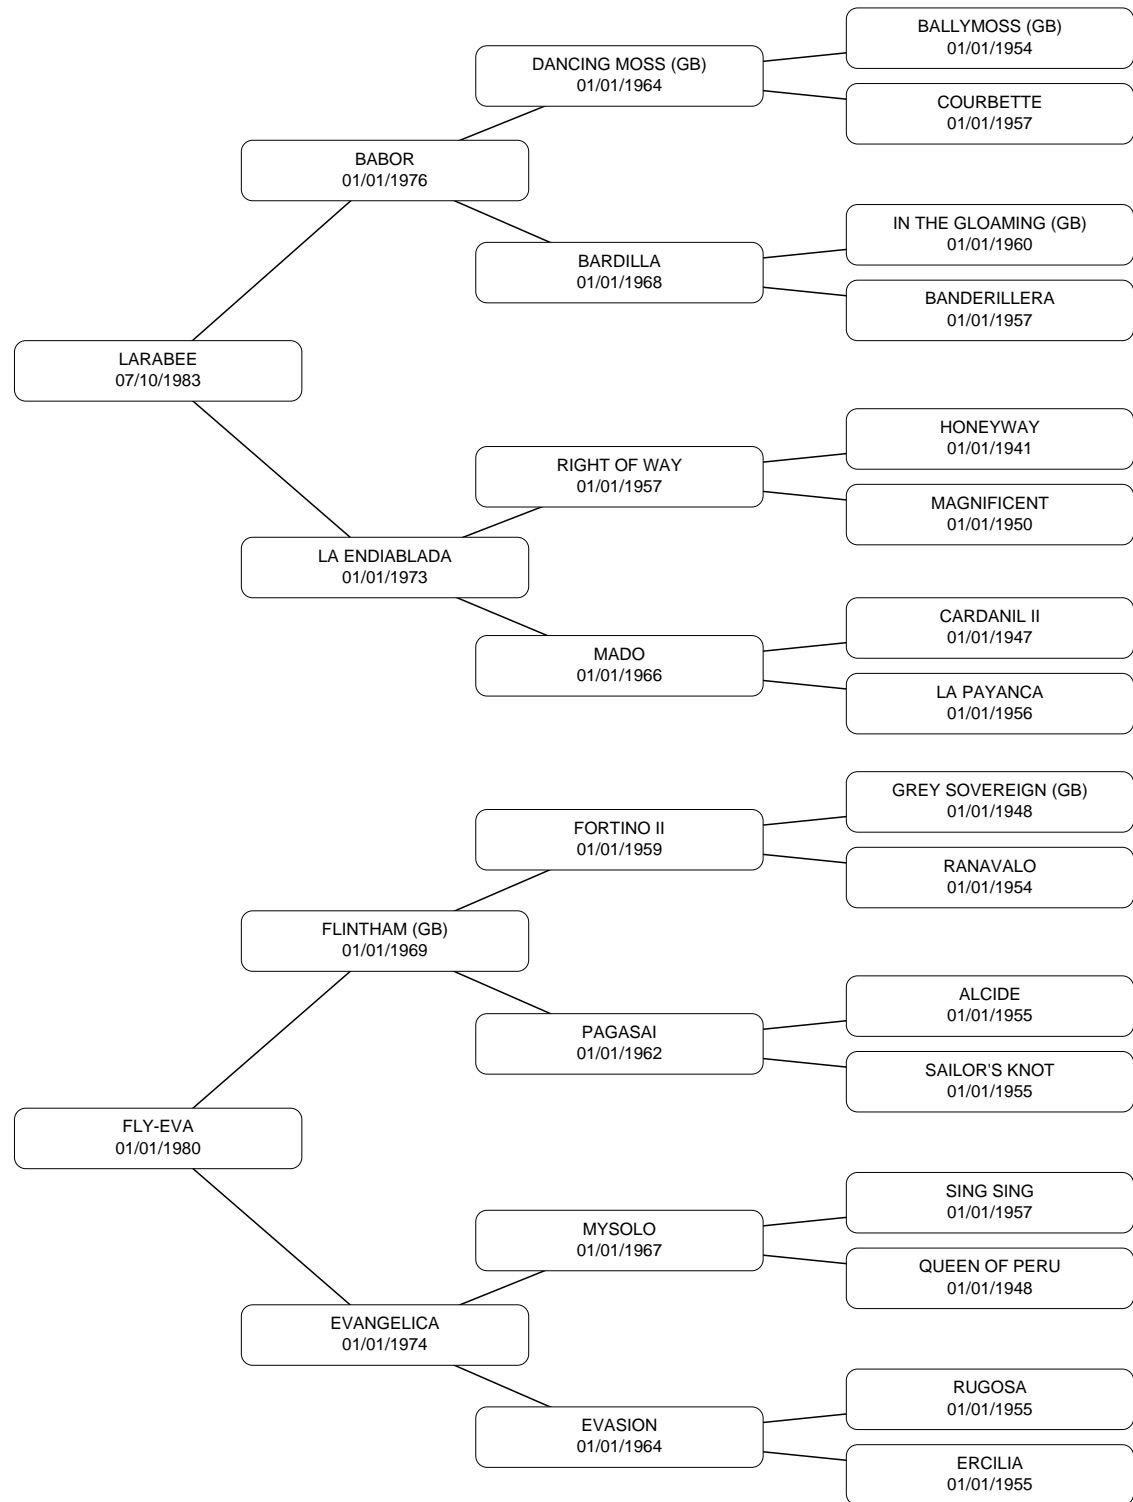 BALLYMOSS (GB)
01/01/1954
DANCING MOSS (GB)
01/01/1964
COURBETTE
01/01/1957
BABOR
01/01/1976
IN THE GLOAMING (GB)
01/01/1960
BARDILLA
01/01/1968
BANDERILLERA
01/01/1957
LARABEE
07/10/1983
HONEYWAY
01/01/1941
RIGHT OF WAY
01/01/1957
MAGNIFICENT
01/01/1950
LA ENDIABLADA
01/01/1973
CARDANIL II
01/01/1947
MADO
01/01/1966
LA PAYANCA
01/01/1956
GREY SOVEREIGN (GB)
01/01/1948
FORTINO II
01/01/1959
RANAVALO
01/01/1954
FLINTHAM (GB)
01/01/1969
ALCIDE
01/01/1955
PAGASAI
01/01/1962
SAILOR'S KNOT
01/01/1955
FLY-EVA
01/01/1980
SING SING
01/01/1957
MYSOLO
01/01/1967
QUEEN OF PERU
01/01/1948
EVANGELICA
01/01/1974
RUGOSA
01/01/1955
EVASION
01/01/1964
ERCILIA
01/01/1955